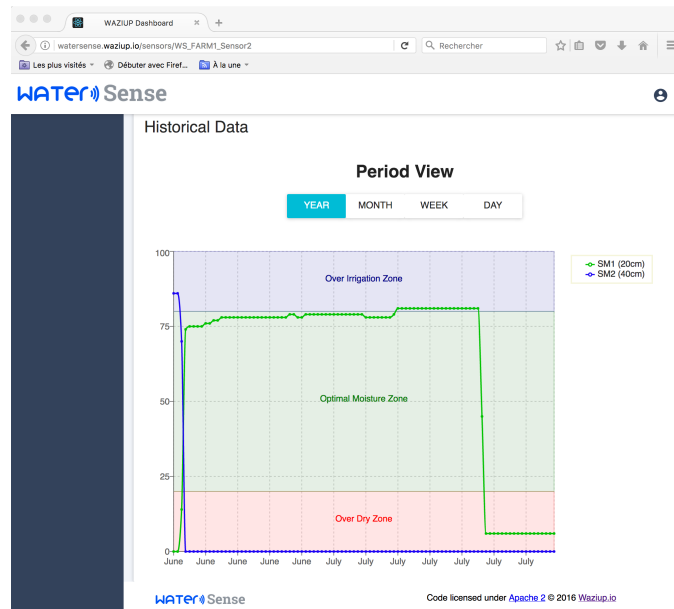 WAZIUP Dashboard
watersense.waziup.io/sensors/WS_FARM1_Sensor2
Rechercher
Les plus visités
Débuter avec Firef...
À la une
WATER Sense
Historical Data
Period View
YEAR MONTH WEEK DAY
100
Over Irrigation Zone
SM1 (20cm)
SM2 (40cm)
75
Optimal Moisture Zone
50
25
Over Dry Zone
0
June June June June June July July July July July July July
WATER Sense
Code licensed under Apache 2 © 2016 Waziup.io